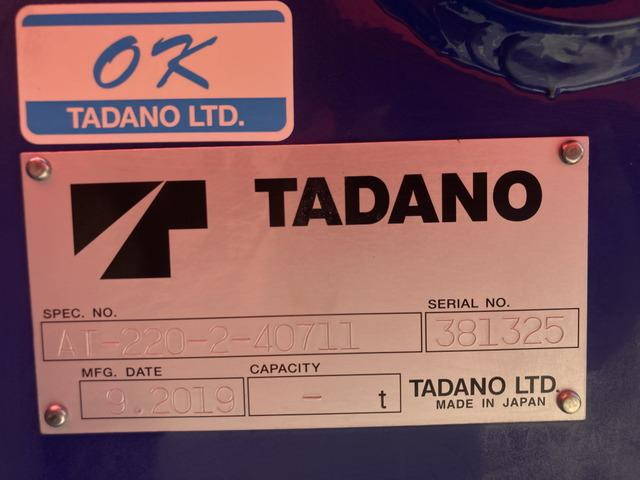 OK
TADANO LTD.
TADANO
SPEC. NO.
SERIAL NO.
AT-220-2-40711
381325
MFG. DATE
CAPACITY
9.2019
- t
TADANO LTD.
MADE IN JAPAN